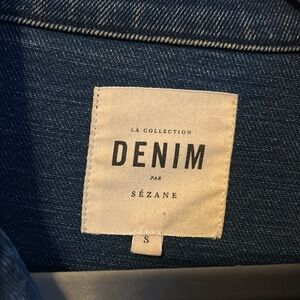 LA COLLECTION
DENIM
PAR
SÉZANE
S